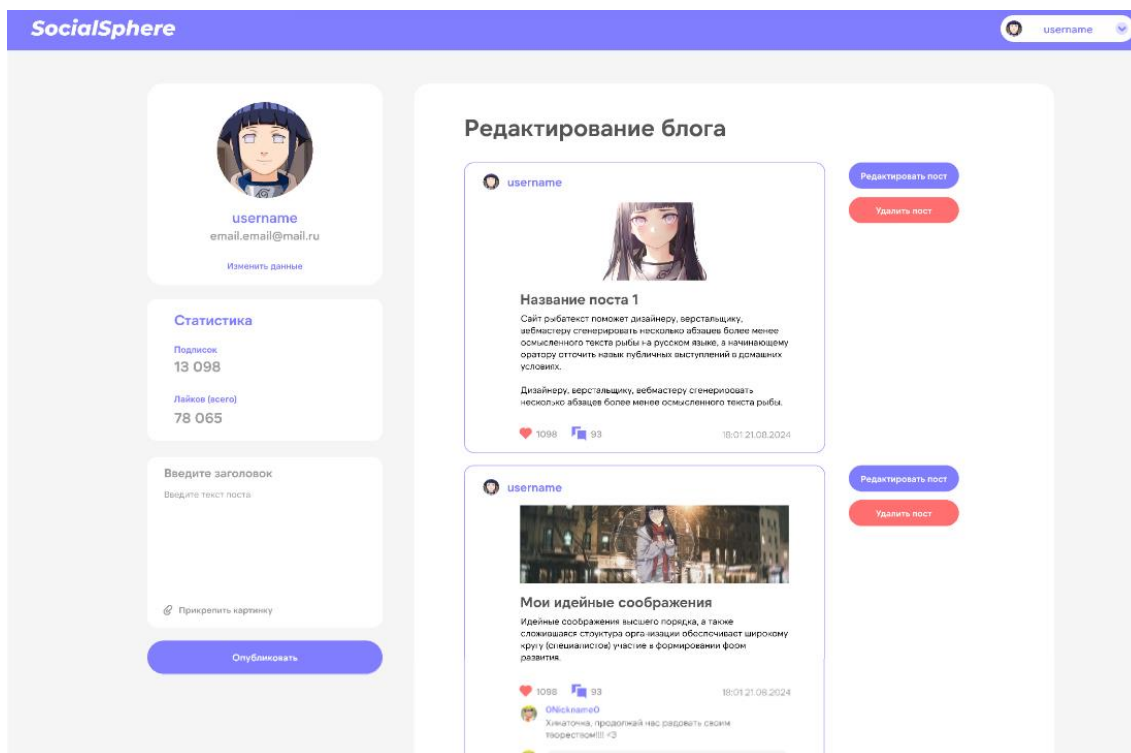 SocialSphere
username
username
email.email@mail.ru
Изменить данные
Статистика
Подписок
13 098
Лайков (всего)
78 065
Введите заголовок
Введите текст поста
Прикрепить картинку
Опубликовать
Редактирование блога
username
Редактировать пост
Удалить пост
Название поста 1
Сайт рыбатекст поможет дизайнеру, верстальщику,
вебмастеру сгенерировать несколько абзацев более менее
осмысленного текста рыбы на русском языке, а начинающему
оратору отточить навык публичных выступлений в домашних
условиях.
Дизайнеру, верстальщику, вебмастеру сгенерировать
несколько абзацев более менее осмысленного текста рыбы.
1098 93 18:01 21.08.2024
username
Редактировать пост
Удалить пост
Мои идейные соображения
Идейные соображения высшего порядка, а также
сложившаяся структура организации обеспечивает широкому
кругу (специалистов) участие в формировании форм
развития.
1098 93 18:01 21.08.2024
0Nickname0
Химаточка, продолжай нас радовать своим
твореством!!! <3